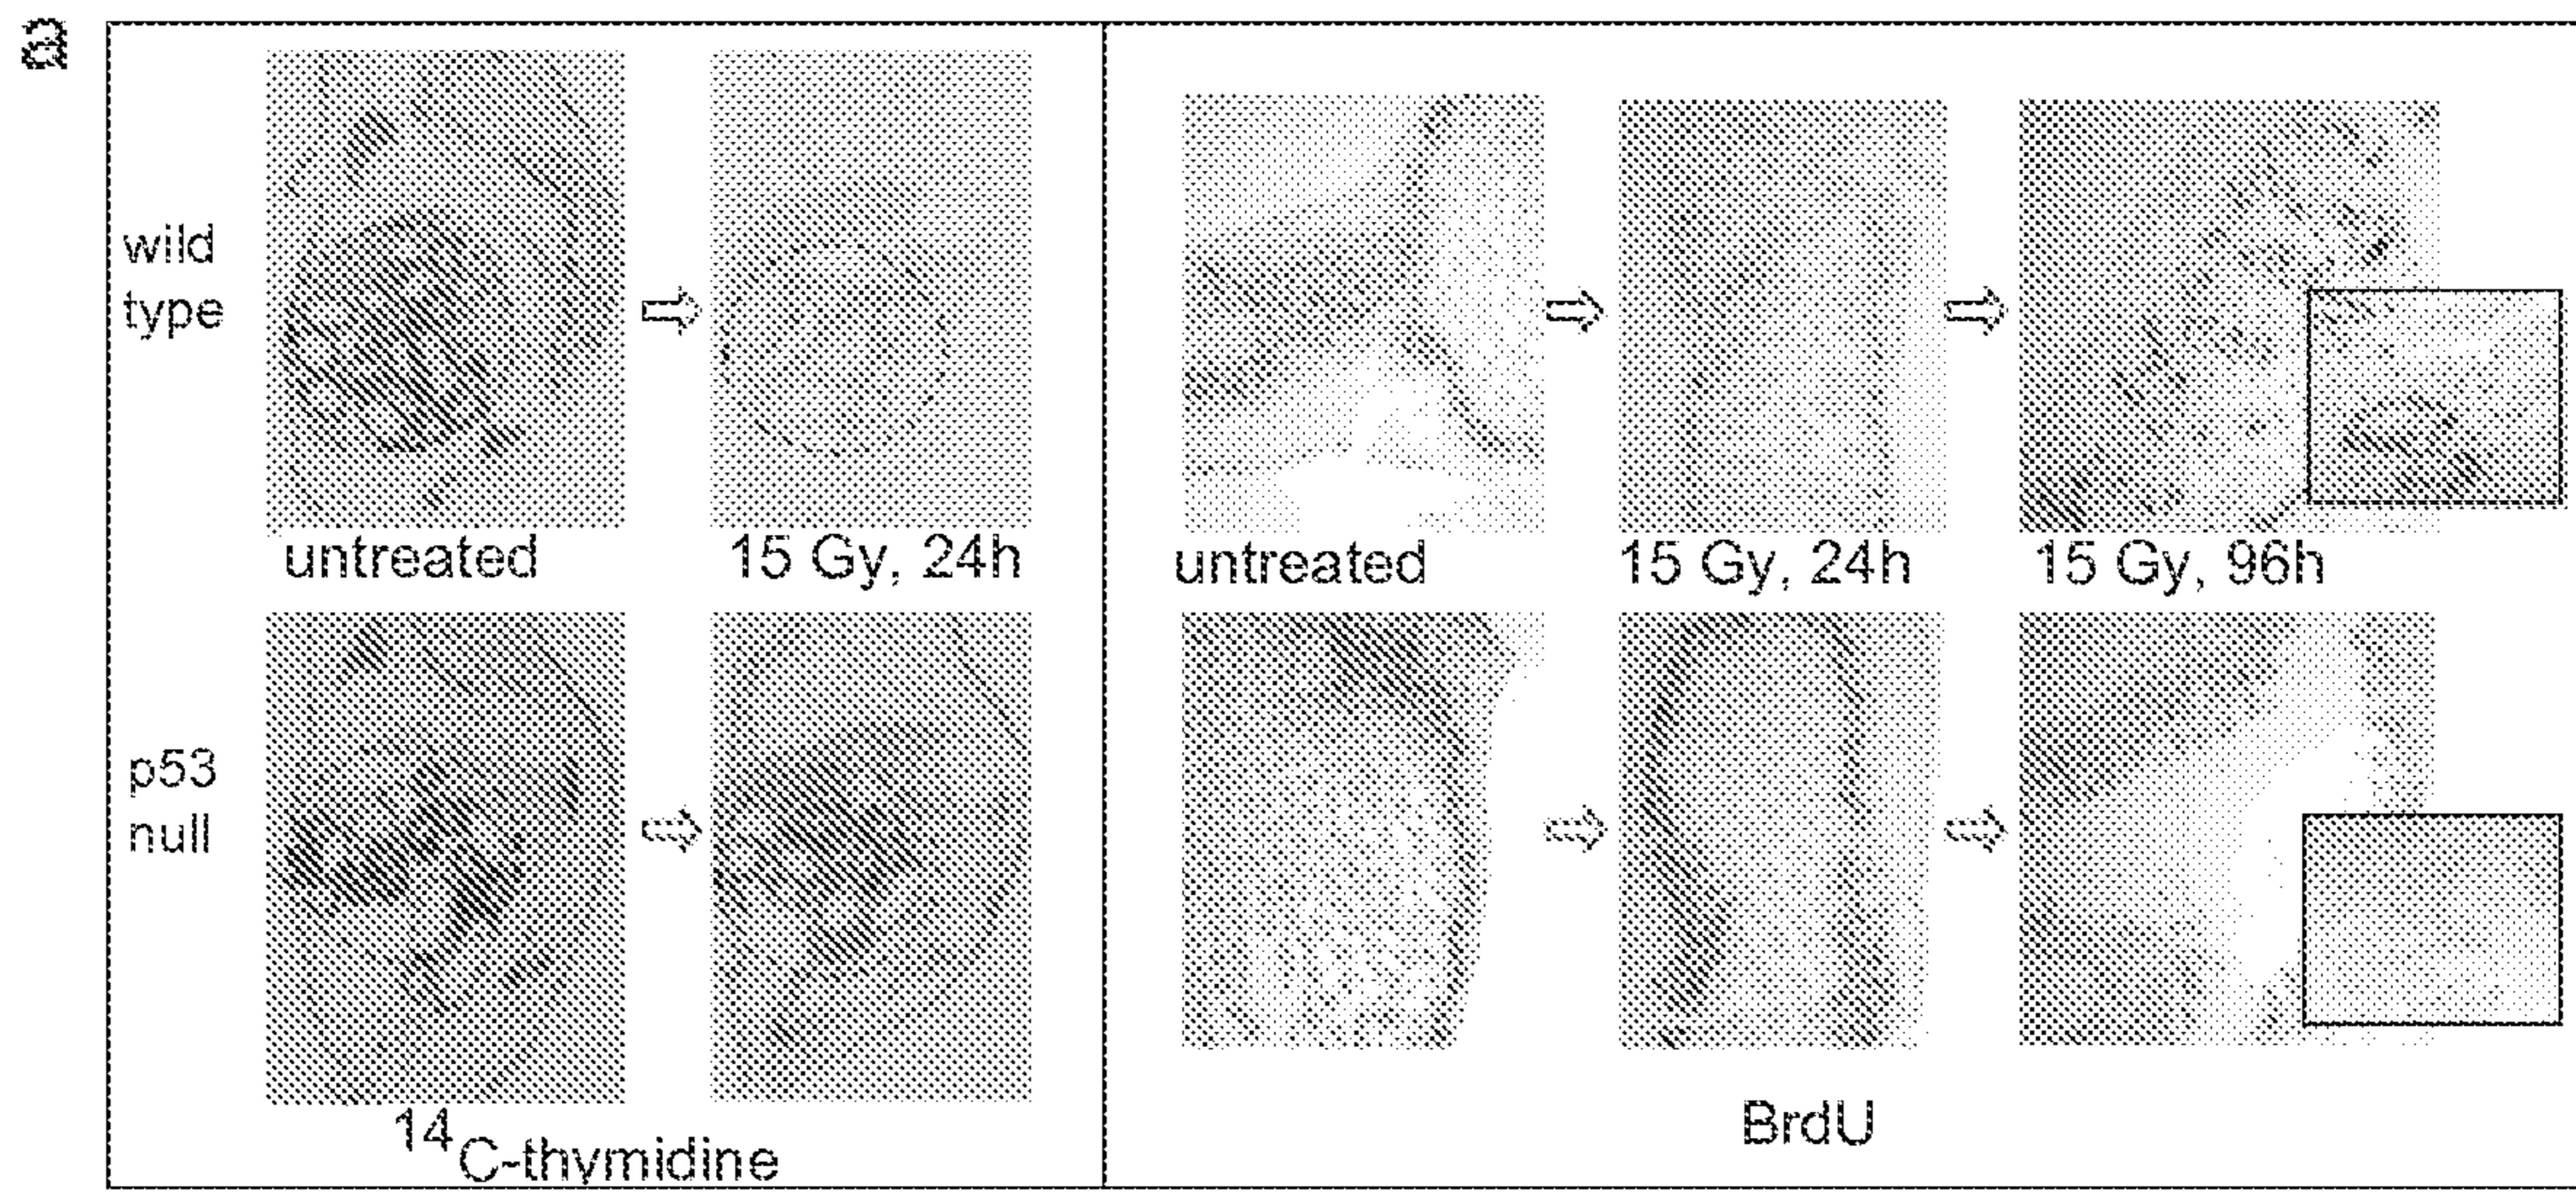 a
wild
type
untreated
15 Gy, 24h
untreated
15 Gy, 24h
15 Gy, 96h
p53
null
14C-thymidine
BrdU